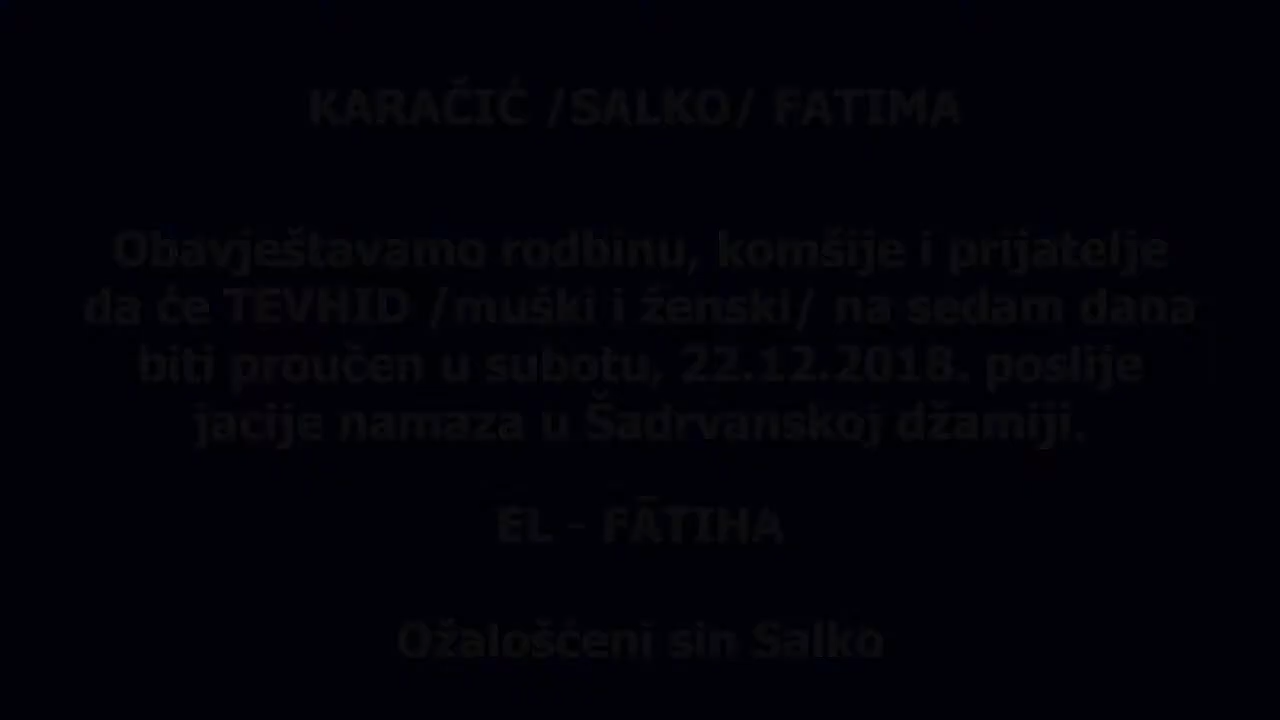 KARAČIĆ /SALKO/ FATIMA
Obavještavamo rodbinu, komšije i prijatelje
da će TEVHID /muški i ženski/ na sedam dana
biti proučen u subotu, 22.12.2018. poslije
jacije namaza u Šadrvanskoj džamiji.
EL - FĀTIHA
Ožalošćeni sin Salko